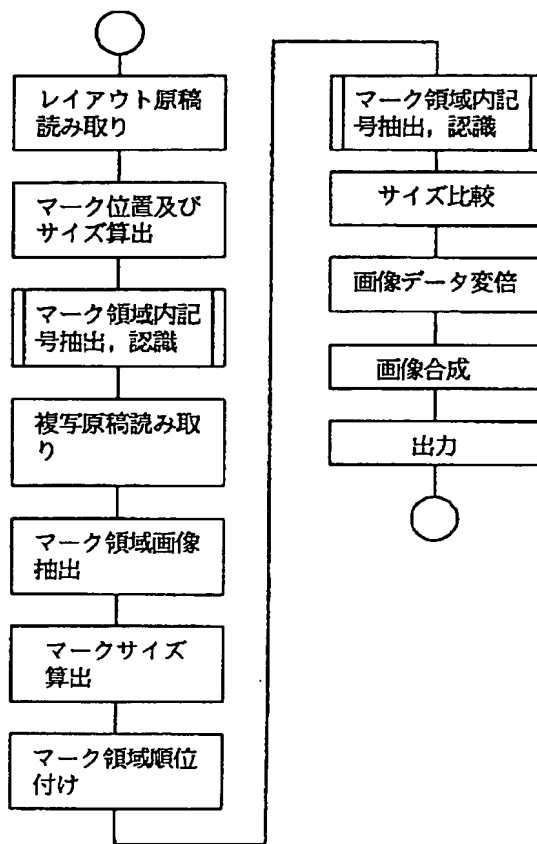 レイアウト原稿
読み取り
マーク位置及び
サイズ算出
マーク領域内記
号抽出，認識
複写原稿読み取
り
マーク領域画像
抽出
マークサイズ
算出
マーク領域順位
付け
マーク領域内記
号抽出，認識
サイズ比較
画像データ変倍
画像合成
出力